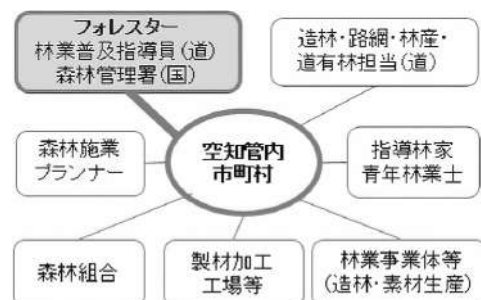 フォレスター
林業普及指導員(道)
森林管理署(国)
造林・路網・林産・
道有林担当(道)
森林施業
プランナー
空知管内
市町村
指導林家
青年林業士
森林組合
製材加工
工場等
林業事業体等
(造林・素材生産)